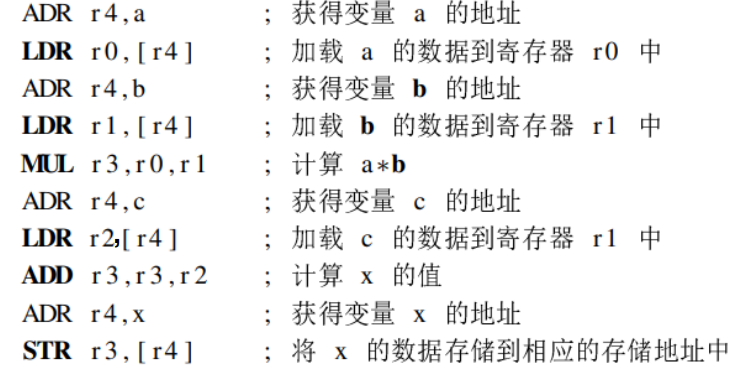 ADR r4,a ; 获得变量 a 的地址
LDR r0,[r4] ; 加载 a 的数据到寄存器 r0 中
ADR r4,b ; 获得变量 b 的地址
LDR r1,[r4] ; 加载 b 的数据到寄存器 r1 中
MUL r3,r0,r1 ; 计算 a*b
ADR r4,c ; 获得变量 c 的地址
LDR r2,[r4] ; 加载 c 的数据到寄存器 r1 中
ADD r3,r3,r2 ; 计算 x 的值
ADR r4,x ; 获得变量 x 的地址
STR r3,[r4] ; 将 x 的数据存储到相应的存储地址中